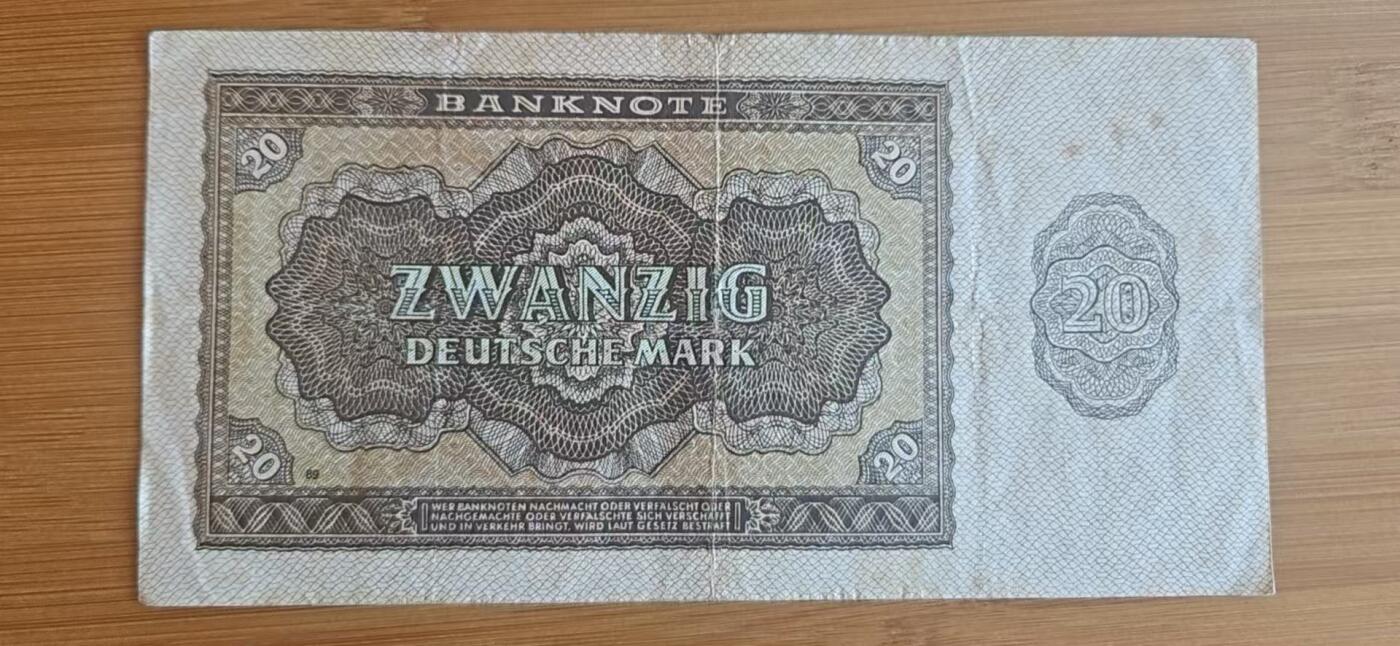 BANKNOTE
20 20
ZWANZIG
DEUTSCHE MARK
20
20 20
69
WER BANKNOTEN NACHMACHT ODER VERFÄLSCHT ODER
NACHGEMACHTE ODER VERFÄLSCHTE SICH VERSCHAFFT
UND IN VERKEHR BRINGT, WIRD LAUT GESETZ BESTRAFT